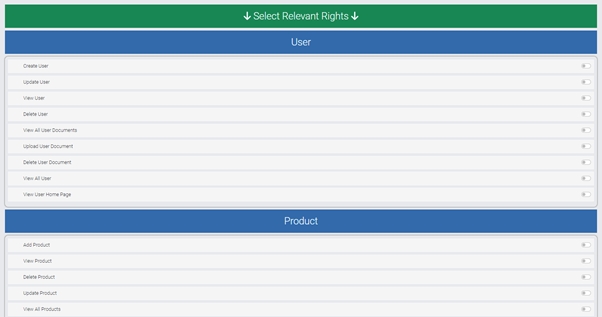 Select Relevant Rights
User
Create User
Update User
View User
Delete User
View All User Documents
Upload User Document
Delete User Document
View All User
View User Home Page
Product
Add Product
View Product
Delete Product
Update Product
View All Products